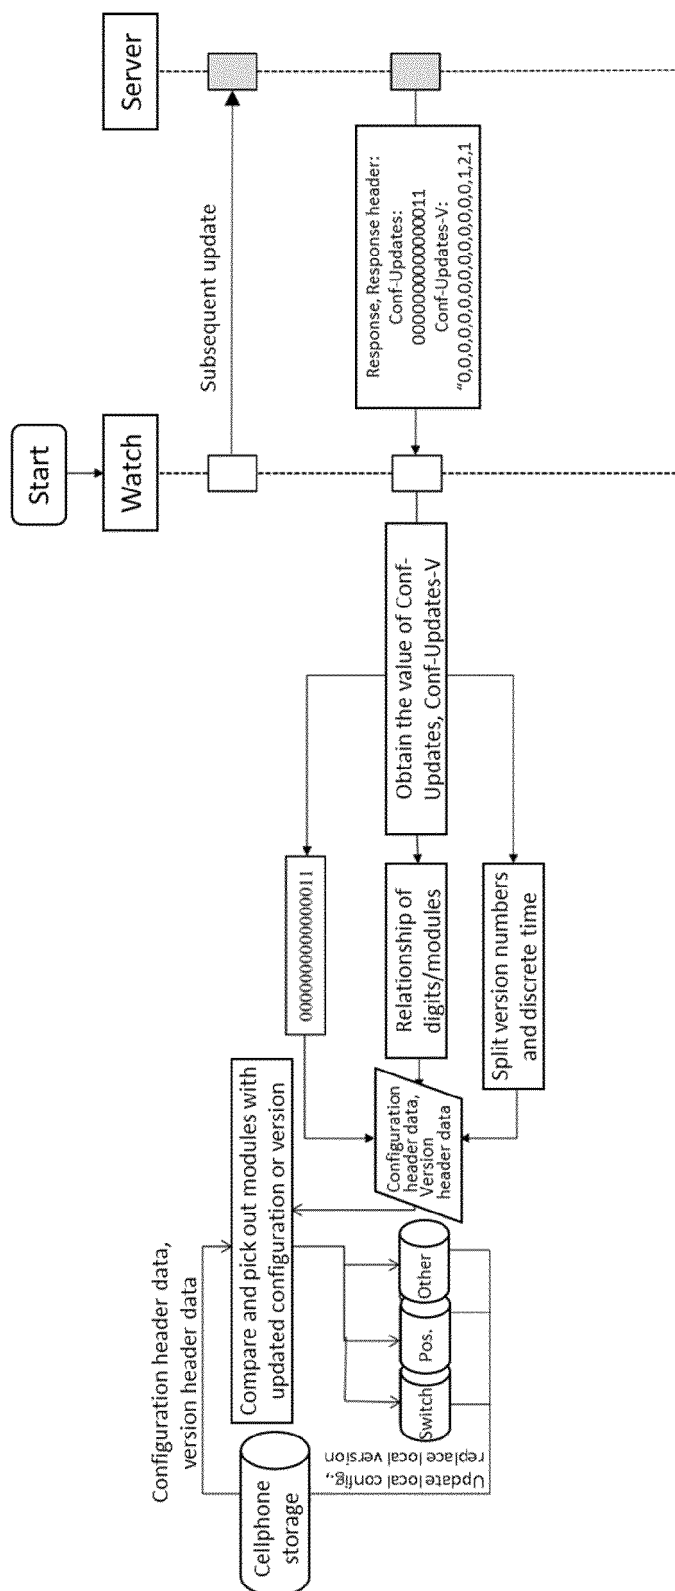 Start
Watch
Server
Subsequent update
Response, Response header:
Conf-Updates:
0000000000000011
Conf-Updates-V:
“0,0,0,0,0,0,0,0,0,0,0,0,0,0,1,2,1
Obtain the value of Conf-
Updates, Conf-Updates-V
0000000000000011
Relationship of
digits/modules
Split version numbers
and discrete time
Configuration
header data,
Version
header data
Compare and pick out modules with
updated configuration or version
Configuration header data,
version header data
Cellphone
storage
Switch
Pos.
Other
Update local config.,
replace local version